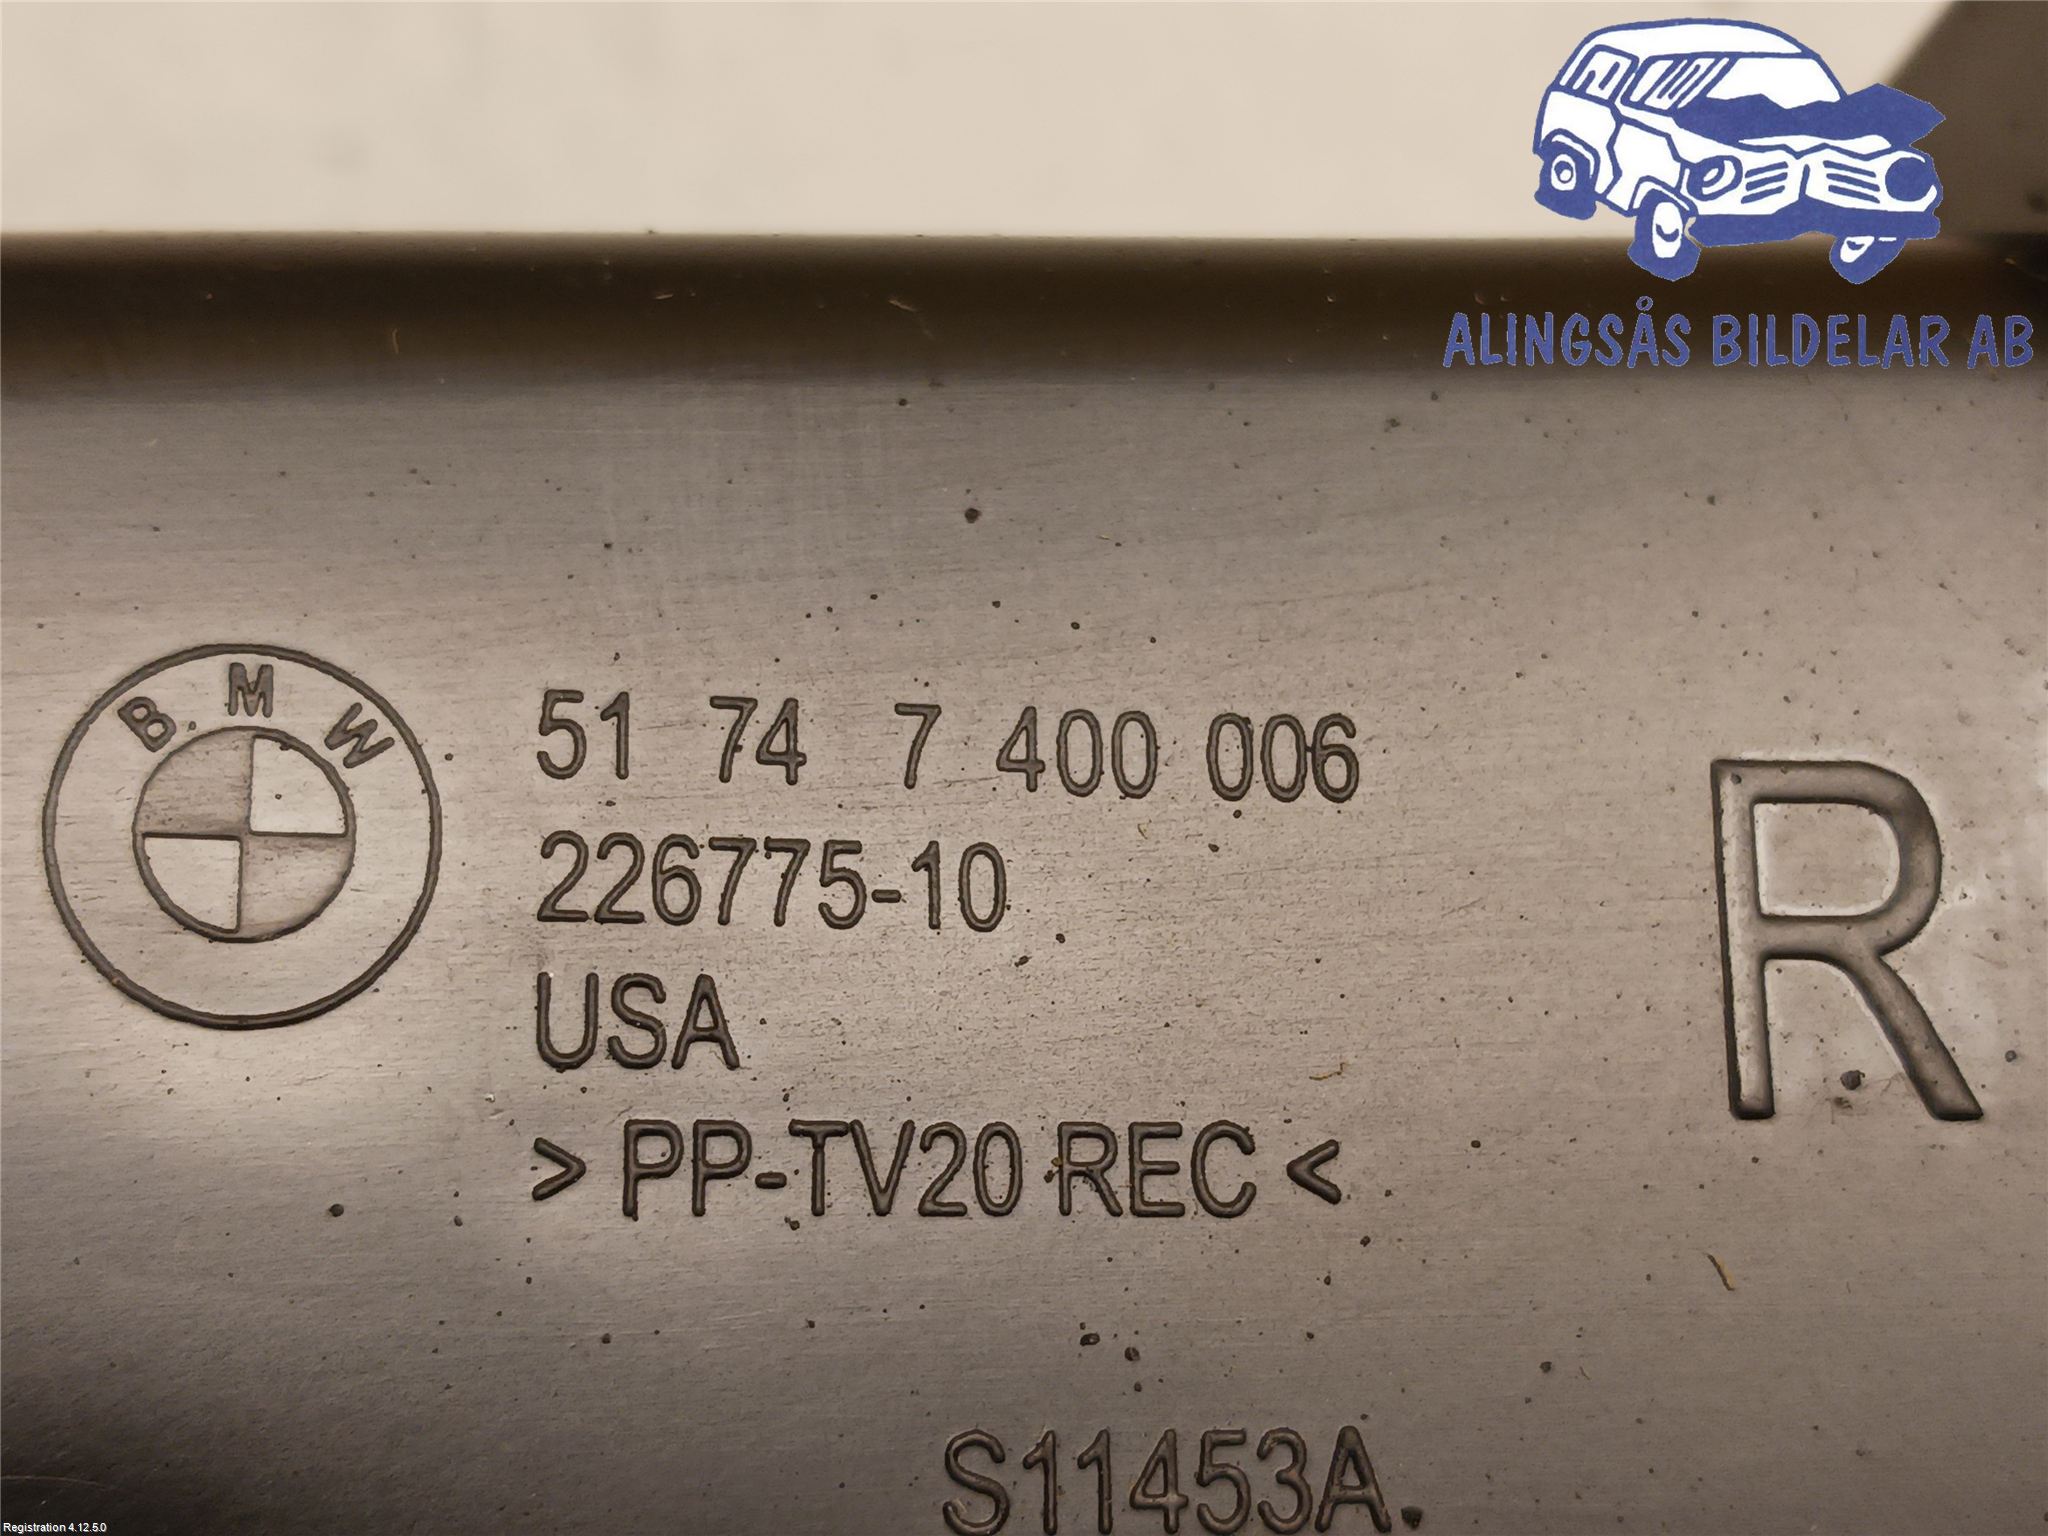 ALINGSÅS BILDELAR AB
BMW
51 74 7 400 006
226775-10
USA
> PP-TV20 REC <
R
S11453A.
Registration 4.12.5.0